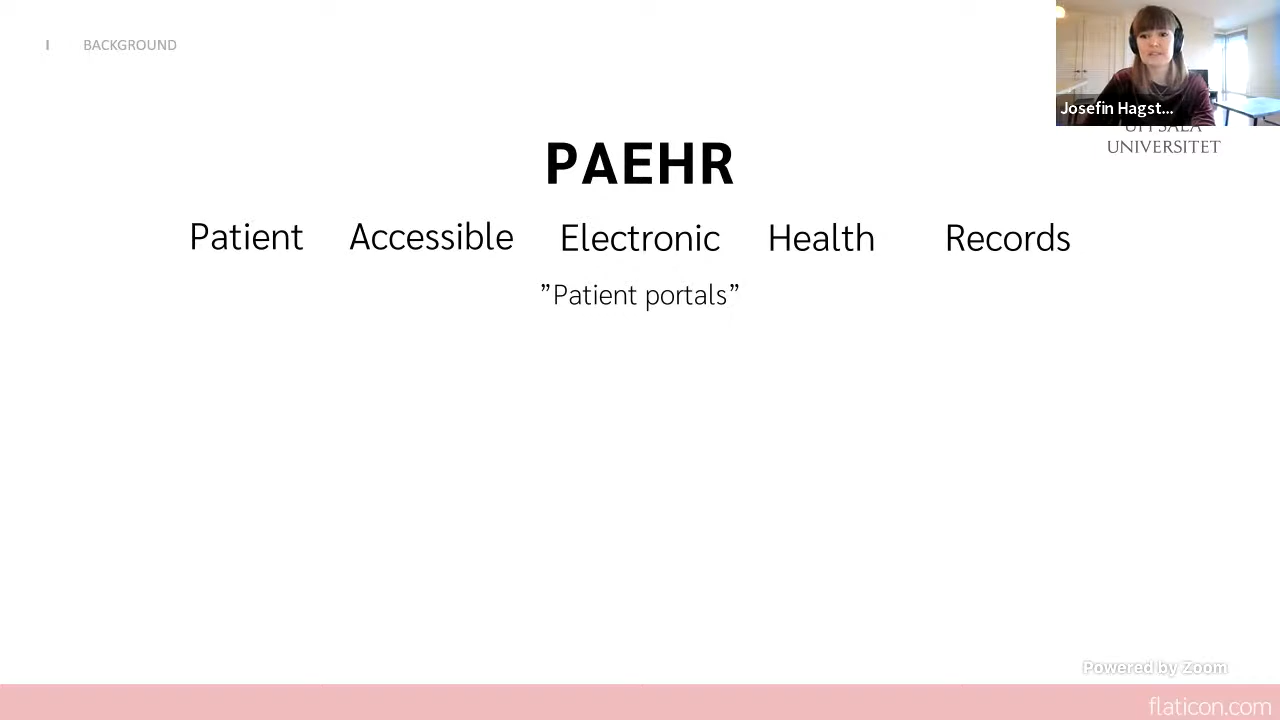 I BACKGROUND
Josefin Hagst...
UPPSALA
UNIVERSITET
PAEHR
Patient Accessible Electronic Health Records
”Patient portals”
Powered by Zoom
flaticon.com